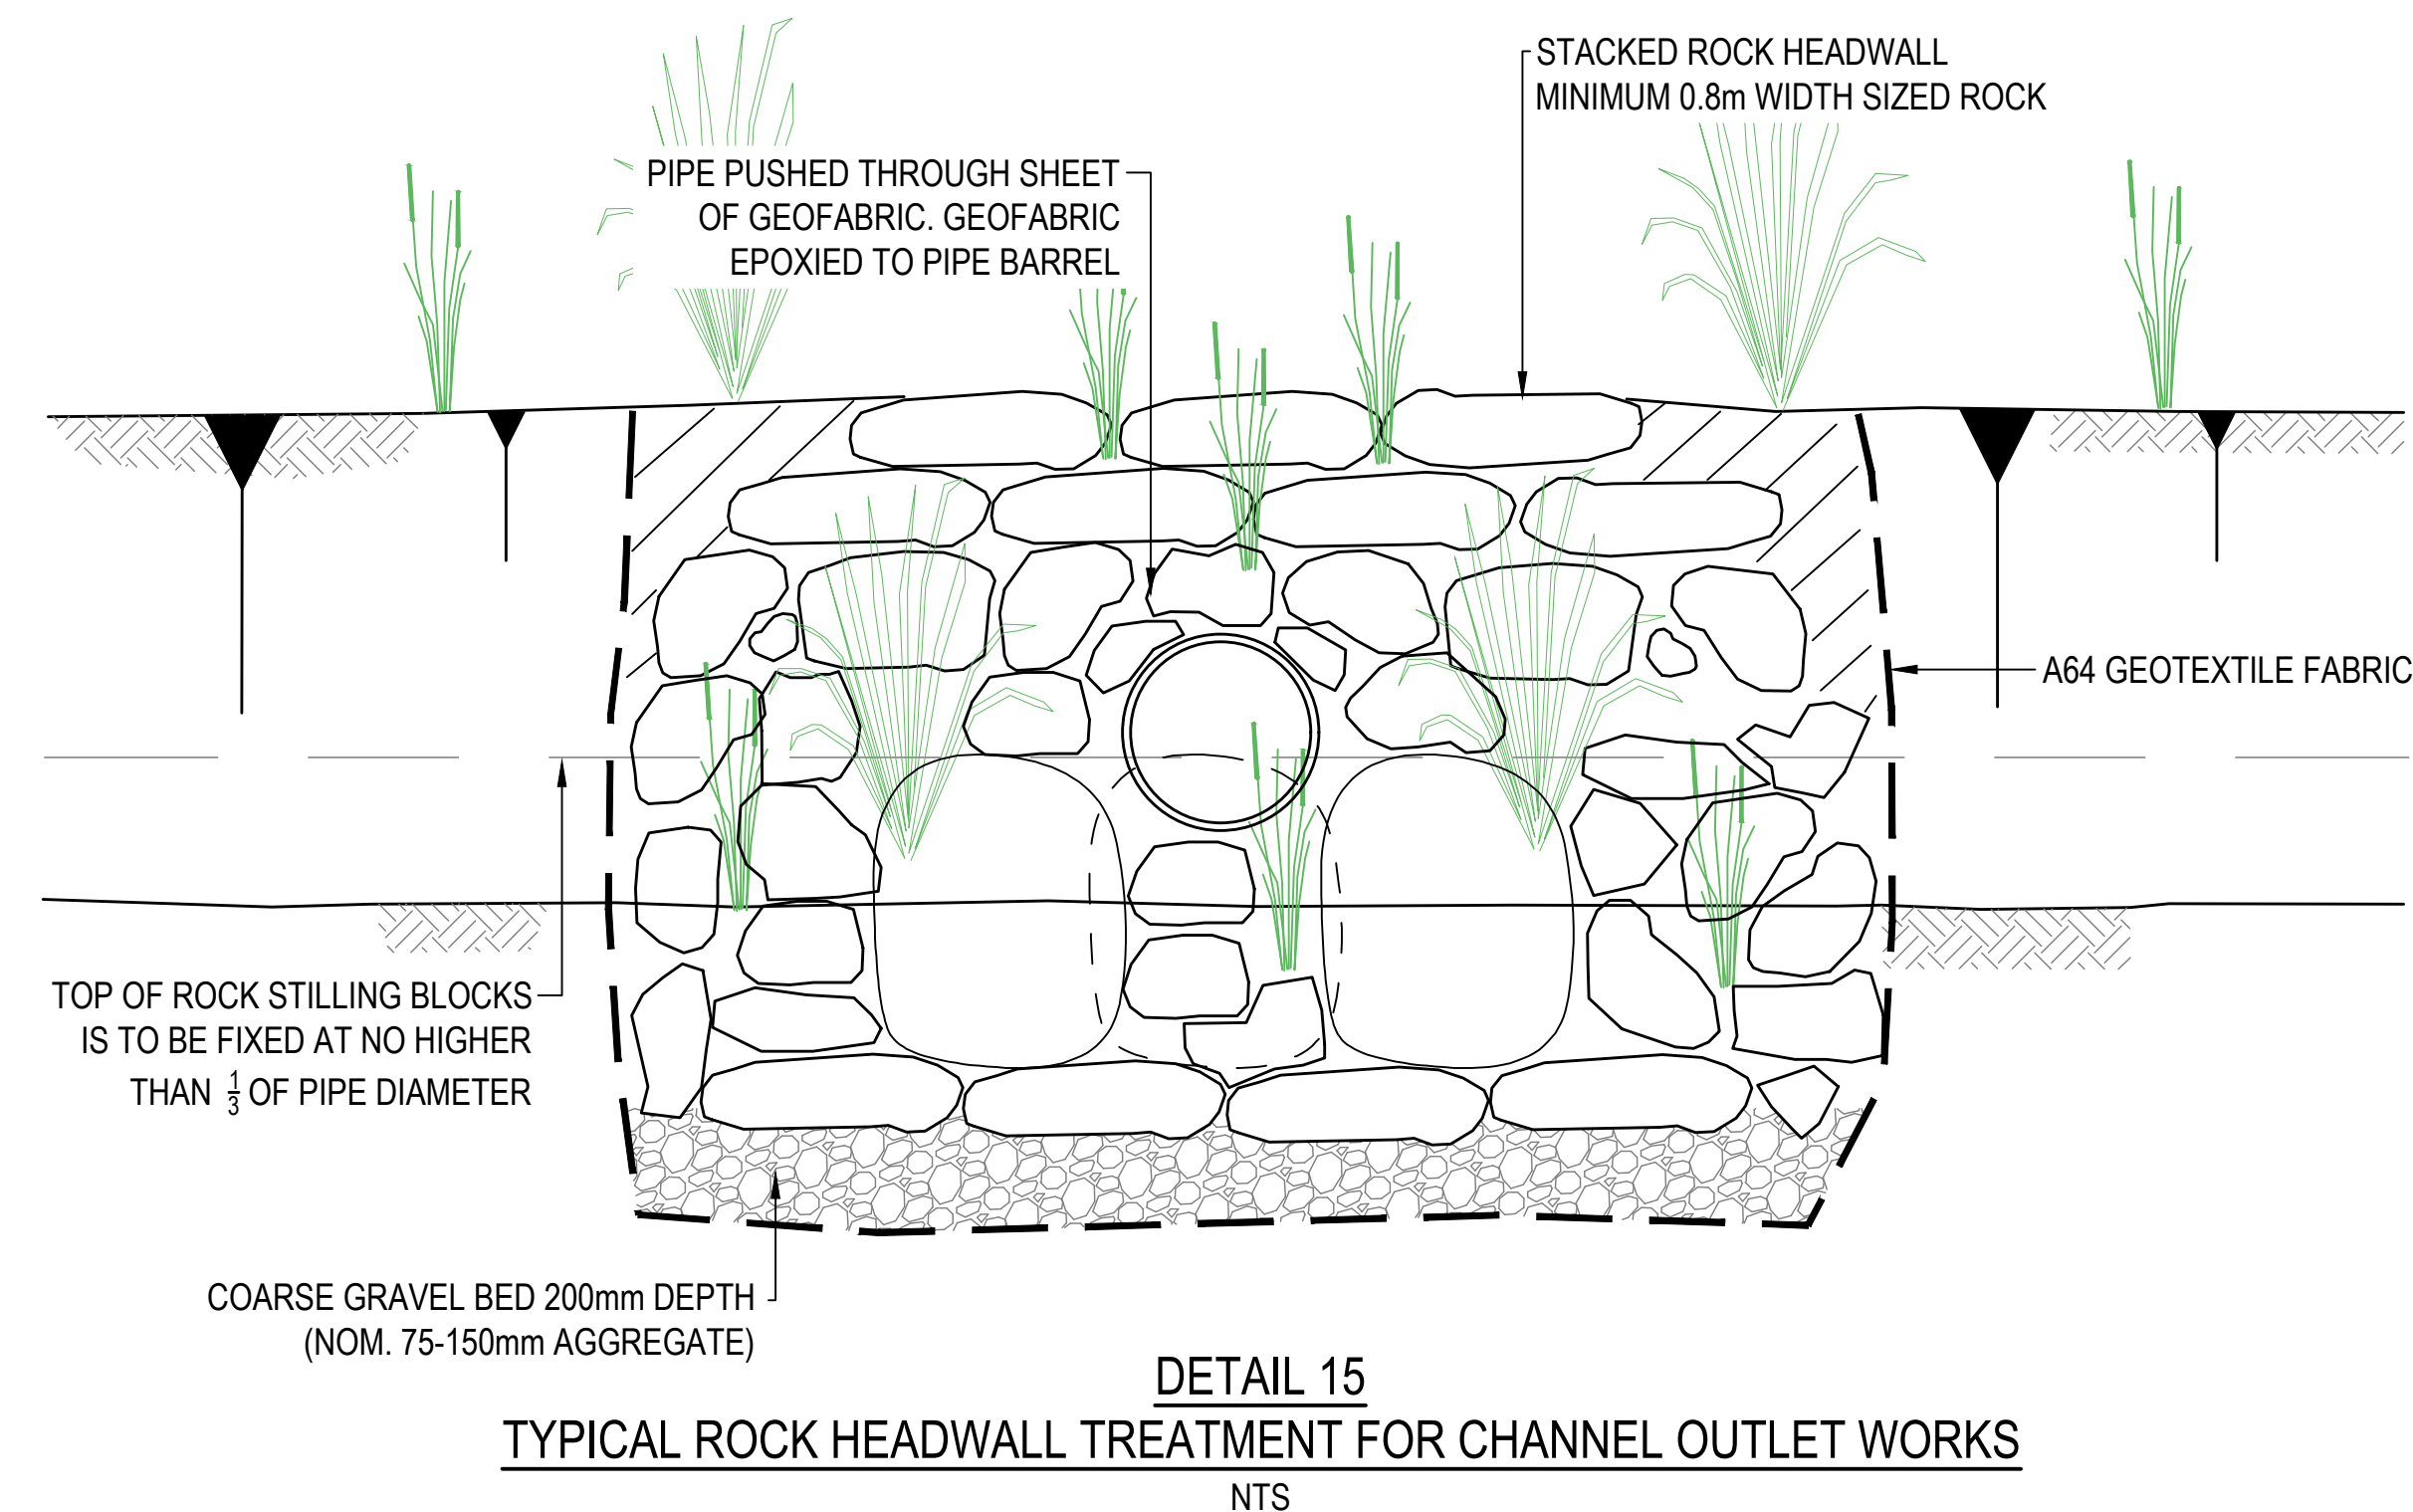 STACKED ROCK HEADWALL
MINIMUM 0.8m WIDTH SIZED ROCK
PIPE PUSHED THROUGH SHEET
OF GEOFABRIC. GEOFABRIC
EPOXIED TO PIPE BARREL
A64 GEOTEXTILE FABRIC
TOP OF ROCK STILLING BLOCKS
IS TO BE FIXED AT NO HIGHER
THAN 1/3 OF PIPE DIAMETER
COARSE GRAVEL BED 200mm DEPTH
(NOM. 75-150mm AGGREGATE)
DETAIL 15
TYPICAL ROCK HEADWALL TREATMENT FOR CHANNEL OUTLET WORKS
NTS